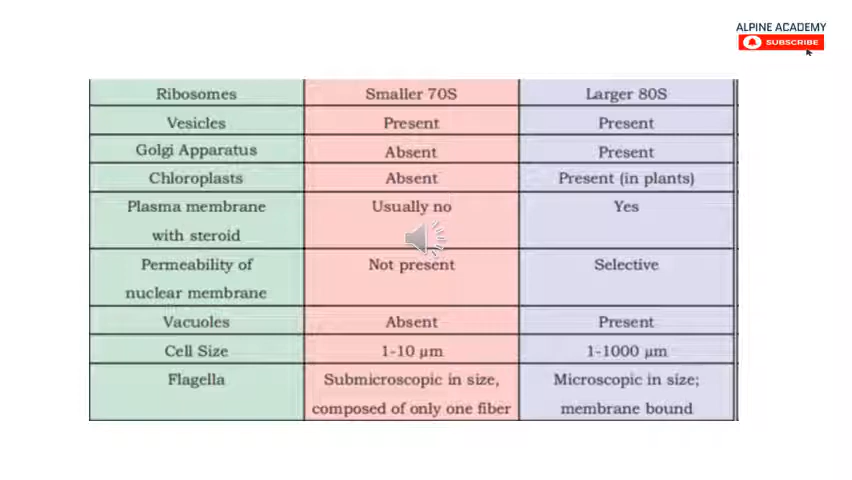 ALPINE ACADEMY
SUBSCRIBE
Ribosomes Smaller 70S Larger 80S
Vesicles Present Present
Golgi Apparatus Absent Present
Chloroplasts Absent Present (in plants)
Plasma membrane Usually no Yes
with steroid
Permeability of Not present Selective
nuclear membrane
Vacuoles Absent Present
Cell Size 1-10 µm 1-1000 µm
Flagella Submicroscopic in size, Microscopic in size;
composed of only one fiber membrane bound